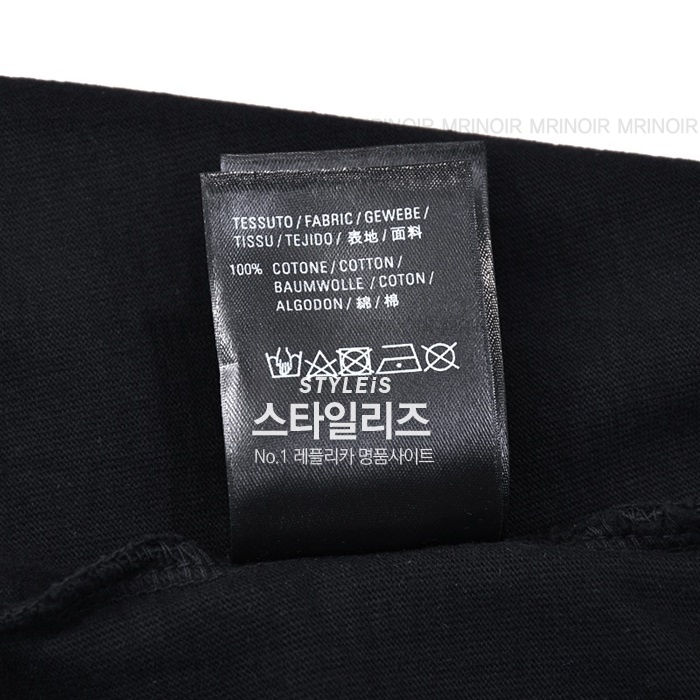 MRINOIR MRINOIR MRINOIR
TESSUTO / FABRIC / GEWEBE /
TISSU / TEJIDO / 表地 / 面料
100% COTONE / COTTON /
BAUMWOLLE / COTON /
ALGODON / 綿 / 棉
STYLEiS
스타일리즈
No.1 레플리카 명품사이트